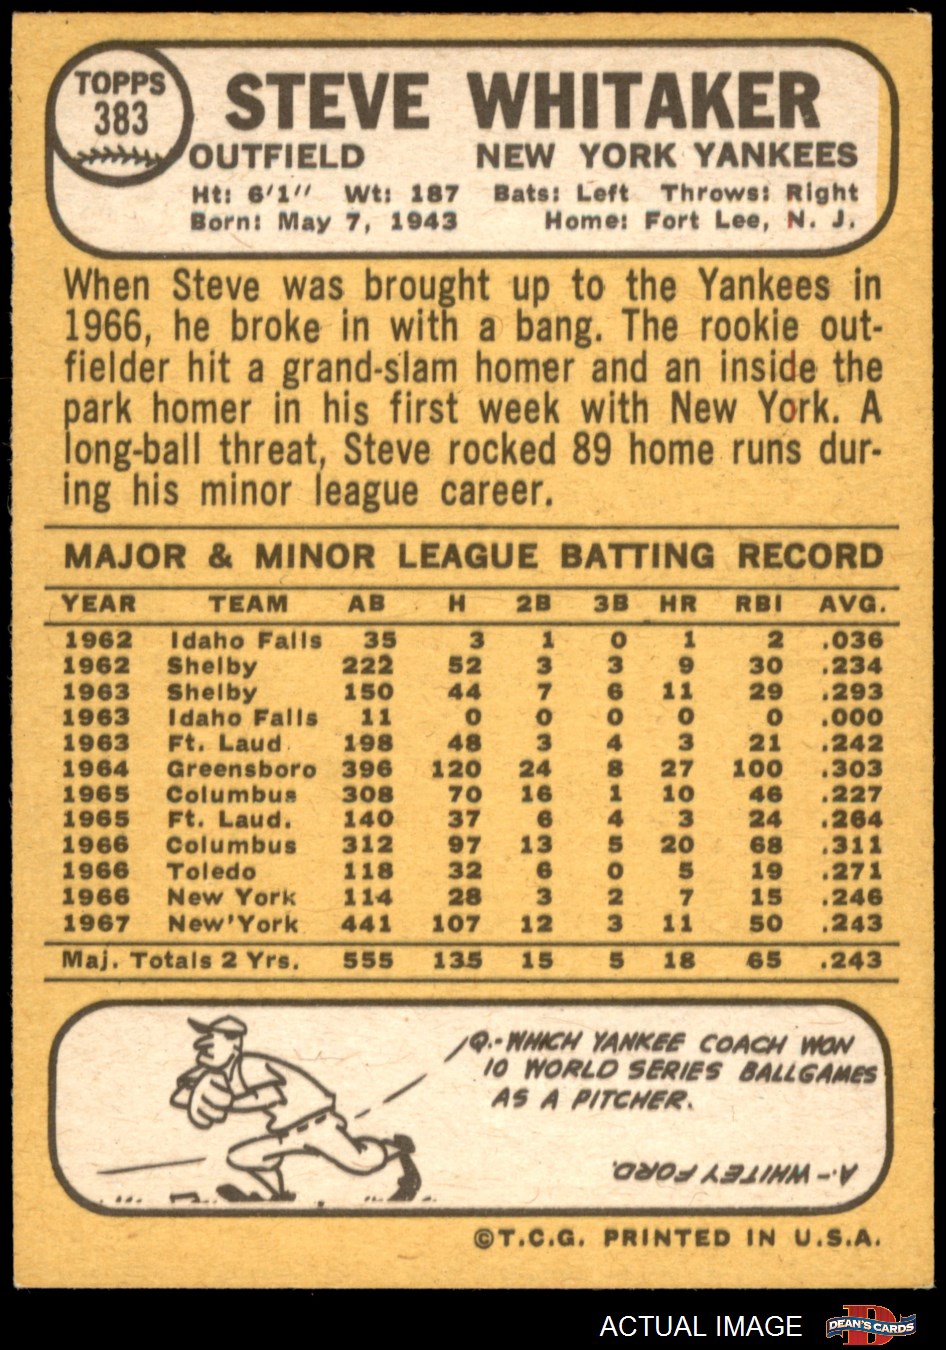 TOPPS
383
STEVE WHITAKER
OUTFIELD NEW YORK YANKEES
Ht: 6'1" Wt: 187 Bats: Left Throws: Right
Born: May 7, 1943 Home: Fort Lee, N. J.
When Steve was brought up to the Yankees in
1966, he broke in with a bang. The rookie out-
fielder hit a grand-slam homer and an inside the
park homer in his first week with New York. A
long-ball threat, Steve rocked 89 home runs dur-
ing his minor league career.
MAJOR & MINOR LEAGUE BATTING RECORD
YEAR TEAM AB H 2B 3B HR RBI AVG.
1962 Idaho Falls 35 3 1 0 1 2 .036
1962 Shelby 222 52 3 3 9 30 .234
1963 Shelby 150 44 7 6 11 29 .293
1963 Idaho Falls 11 0 0 0 0 0 .000
1963 Ft. Laud 198 48 3 4 3 21 .242
1964 Greensboro 396 120 24 8 27 100 .303
1965 Columbus 308 70 16 1 10 46 .227
1965 Ft. Laud. 140 37 6 4 3 24 .264
1966 Columbus 312 97 13 5 20 68 .311
1966 Toledo 118 32 6 0 5 19 .271
1966 New York 114 28 3 2 7 15 .246
1967 New'York 441 107 12 3 11 50 .243
Maj. Totals 2 Yrs. 555 135 15 5 18 65 .243
Q.-WHICH YANKEE COACH WON
10 WORLD SERIES BALLGAMES
AS A PITCHER.
A.-WHITEY FORD.
©T.C.G. PRINTED IN U.S.A.
ACTUAL IMAGE
D
DEAN'S CARDS